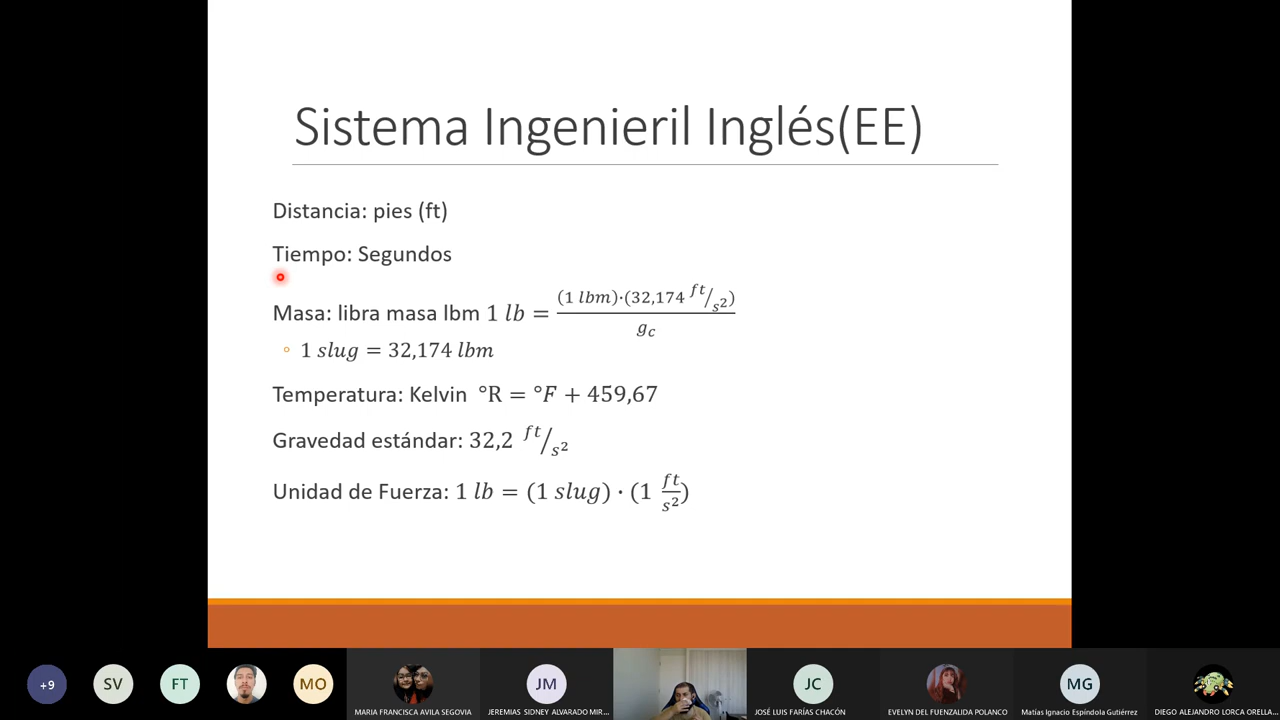 Sistema Ingenieril Inglés(EE)
Distancia: pies (ft)
Tiempo: Segundos
Masa: libra masa lbm 1 lb = (1 lbm)·(32,174 ft/s²) / g_c
◦ 1 slug = 32,174 lbm
Temperatura: Kelvin °R = °F + 459,67
Gravedad estándar: 32,2 ft/s²
Unidad de Fuerza: 1 lb = (1 slug) · (1 ft/s²)
+9
SV
FT
MO
MARIA FRANCISCA AVILA SEGOVIA
JM
JEREMIAS SIDNEY ALVARADO MIR...
JC
JOSÉ LUIS FARÍAS CHACÓN
EVELYN DEL FUENZALIDA POLANCO
MG
Matías Ignacio Espíndola Gutiérrez
DIEGO ALEJANDRO LORCA ORELLA...